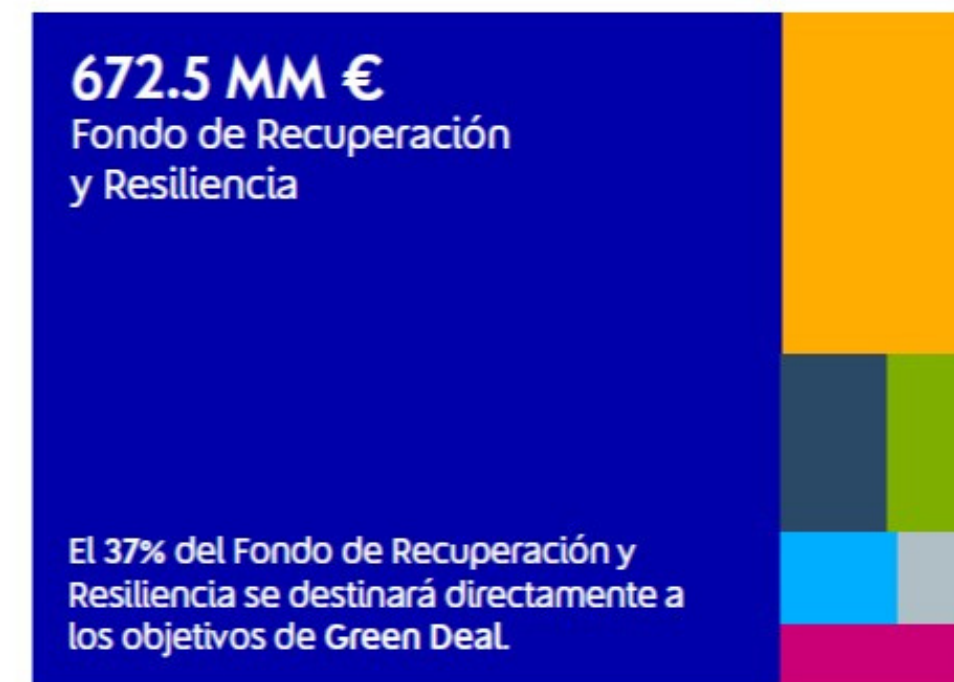 672.5 MM €
Fondo de Recuperación
y Resiliencia
El 37% del Fondo de Recuperación y
Resiliencia se destinará directamente a
los objetivos de Green Deal.